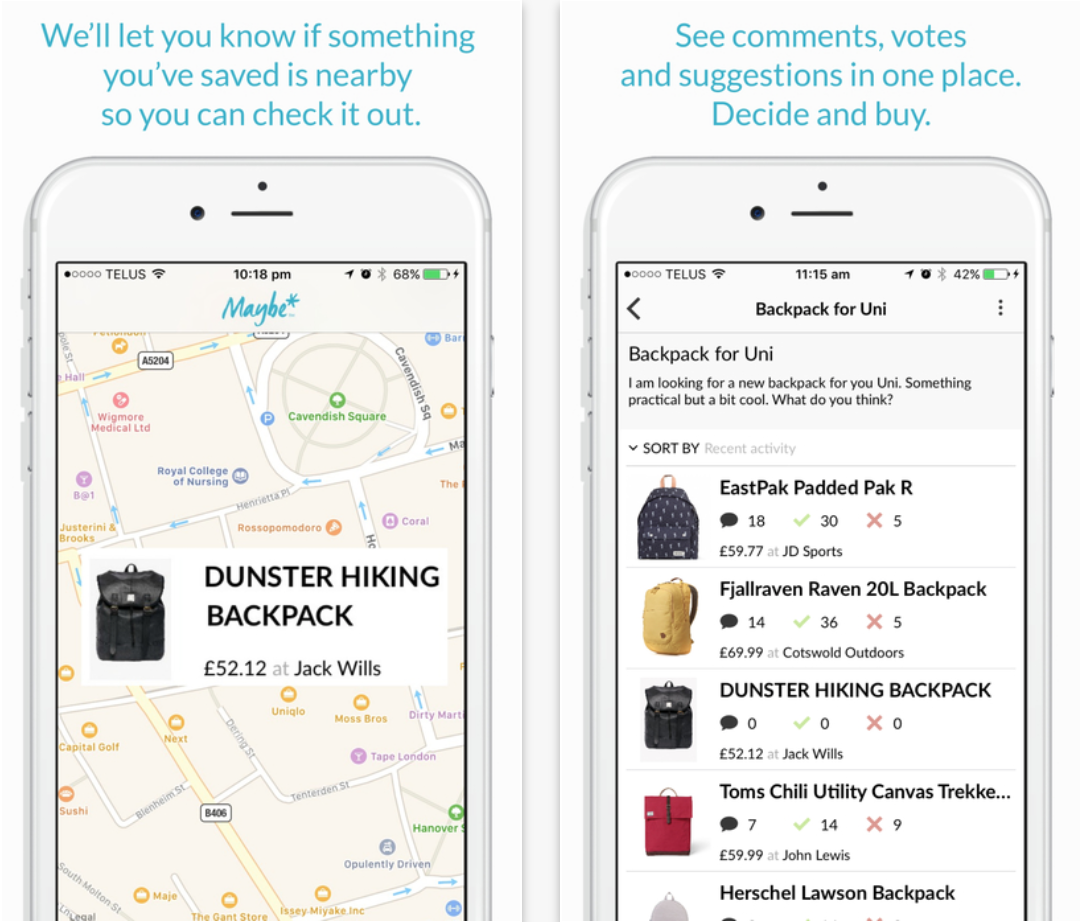 We'll let you know if something
you've saved is nearby
so you can check it out.
TELUS
10:18 pm
68%
Maybe*
A5204
Hall
Wigmore
Medical Ltd
Cavendish Sq
Cavendish Square
P
Royal College
of Nursing
B@1
Henrietta Pl
The
Justerini &
Brooks
Rossopomodoro
Coral
DUNSTER HIKING
BACKPACK
£52.12 at Jack Wills
Uniqlo
Moss Bros
Dirty Marti
Capital Golf
Next
Dering St
Tape London
Sushi
Blenheim St
Tenterden St
B406
Hanover S
Opulently Driven
South Molton St
Maje
The Gant Store
Issey Miyake Inc
Legal
See comments, votes
and suggestions in one place.
Decide and buy.
TELUS
11:15 am
42%
Backpack for Uni
Backpack for Uni
I am looking for a new backpack for you Uni. Something
practical but a bit cool. What do you think?
SORT BY Recent activity
EastPak Padded Pak R
18 30 5
£59.77 at JD Sports
Fjallraven Raven 20L Backpack
14 36 5
£69.99 at Cotswold Outdoors
DUNSTER HIKING BACKPACK
0 0 0
£52.12 at Jack Wills
Toms Chili Utility Canvas Trekke...
7 14 9
£59.99 at John Lewis
Herschel Lawson Backpack